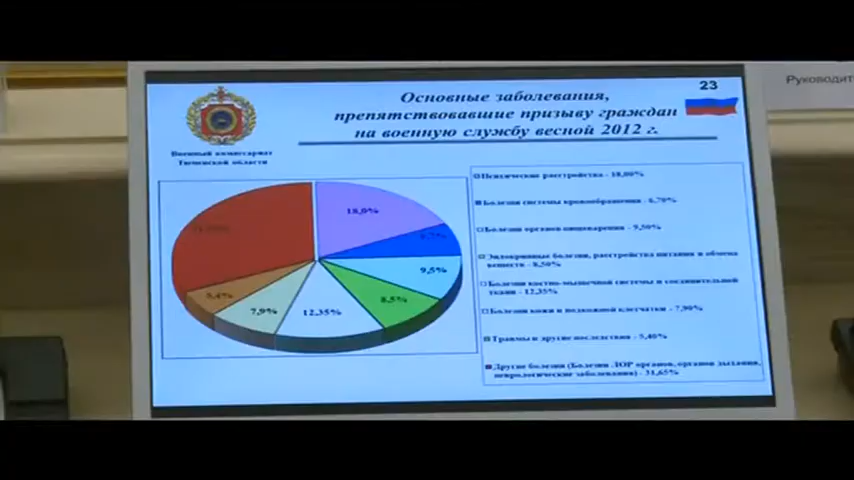 23
Руководит
Основные заболевания,
препятствовавшие призыву граждан
на военную службу весной 2012 г.
Военный комиссариат
Тюменской области
18,0%
6,7%
9,5%
8,5%
12,35%
7,9%
5,4%
Психические расстройства - 18,00%
Болезни системы кровообращения - 6,70%
Болезни органов пищеварения - 9,50%
Эндокринные болезни, расстройства питания и обмена
веществ - 8,50%
Болезни костно-мышечной системы и соединительной
ткани - 12,35%
Болезни кожи и подкожной клетчатки - 7,90%
Травмы и другие последствия - 5,40%
Другие болезни (Болезни ЛОР органов, органов дыхания,
неврологические заболевания) - 31,65%